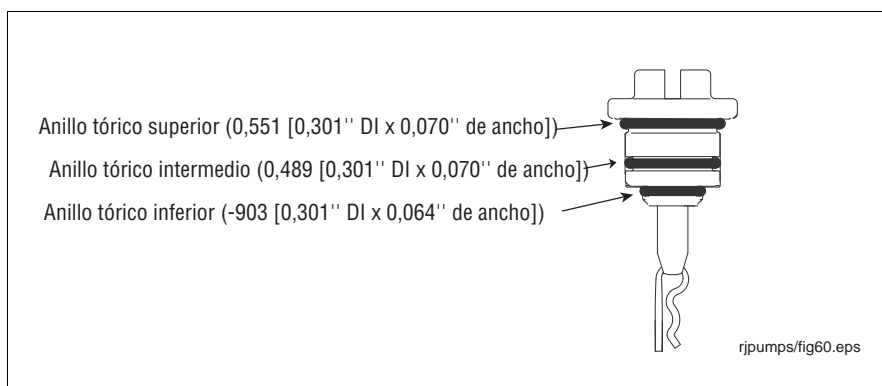 Anillo tórico superior (0,551 [0,301'' DI x 0,070'' de ancho])
Anillo tórico intermedio (0,489 [0,301'' DI x 0,070'' de ancho])
Anillo tórico inferior (-903 [0,301'' DI x 0,064'' de ancho])
rjpumps/fig60.eps